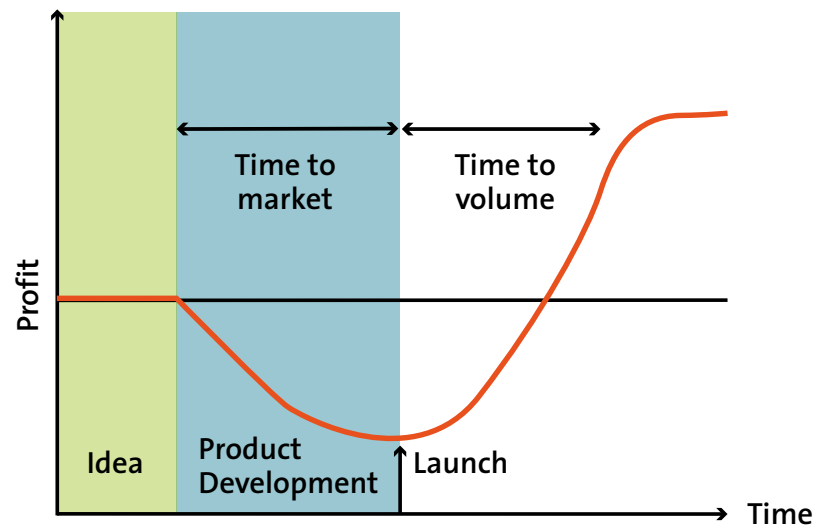 Time to
market
Time to
volume
Profit
Idea
Product
Development
Launch
Time